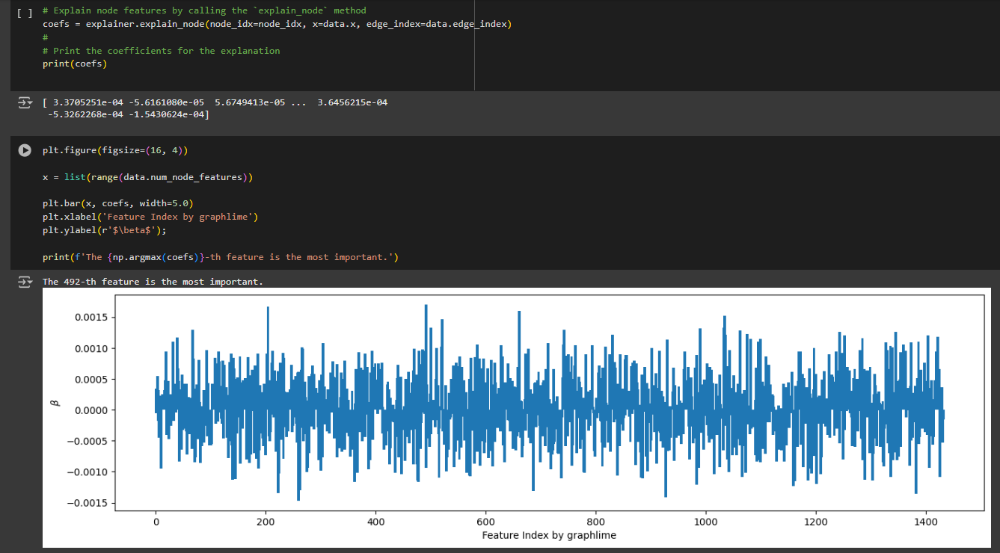 [ ] # Explain node features by calling the `explain_node` method
coefs = explainer.explain_node(node_idx=node_idx, x=data.x, edge_index=data.edge_index)
#
# Print the coefficients for the explanation
print(coefs)
[ 3.3705251e-04 -5.6161080e-05  5.6749413e-05 ...  3.6456215e-04
-5.3262268e-04 -1.5430624e-04]
plt.figure(figsize=(16, 4))
x = list(range(data.num_node_features))
plt.bar(x, coefs, width=5.0)
plt.xlabel('Feature Index by graphlime')
plt.ylabel(r'$\beta$');
print(f'The {np.argmax(coefs)}-th feature is the most important.')
The 492-th feature is the most important.
0.0015
0.0010
0.0005
0.0000
−0.0005
−0.0010
−0.0015
β
0 200 400 600 800 1000 1200 1400
Feature Index by graphlime